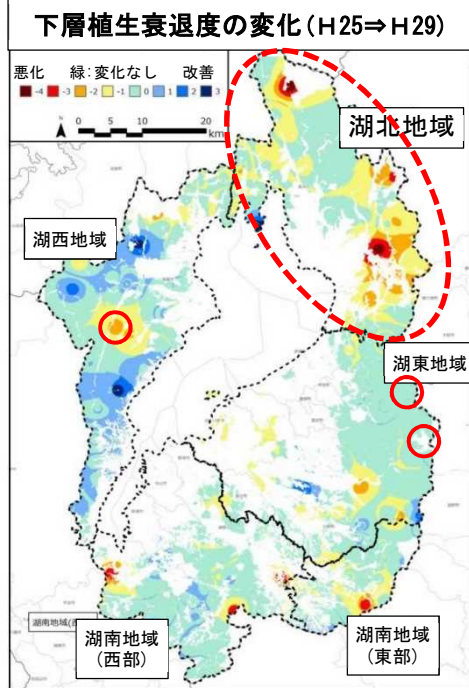 下層植生衰退度の変化(H25⇒H29)
悪化 緑:変化なし 改善
-4 -3 -2 -1 0 1 2 3
N
0 5 10 20
km
湖北地域
湖西地域
湖東地域
湖南地域
(西部)
湖南地域
(東部)